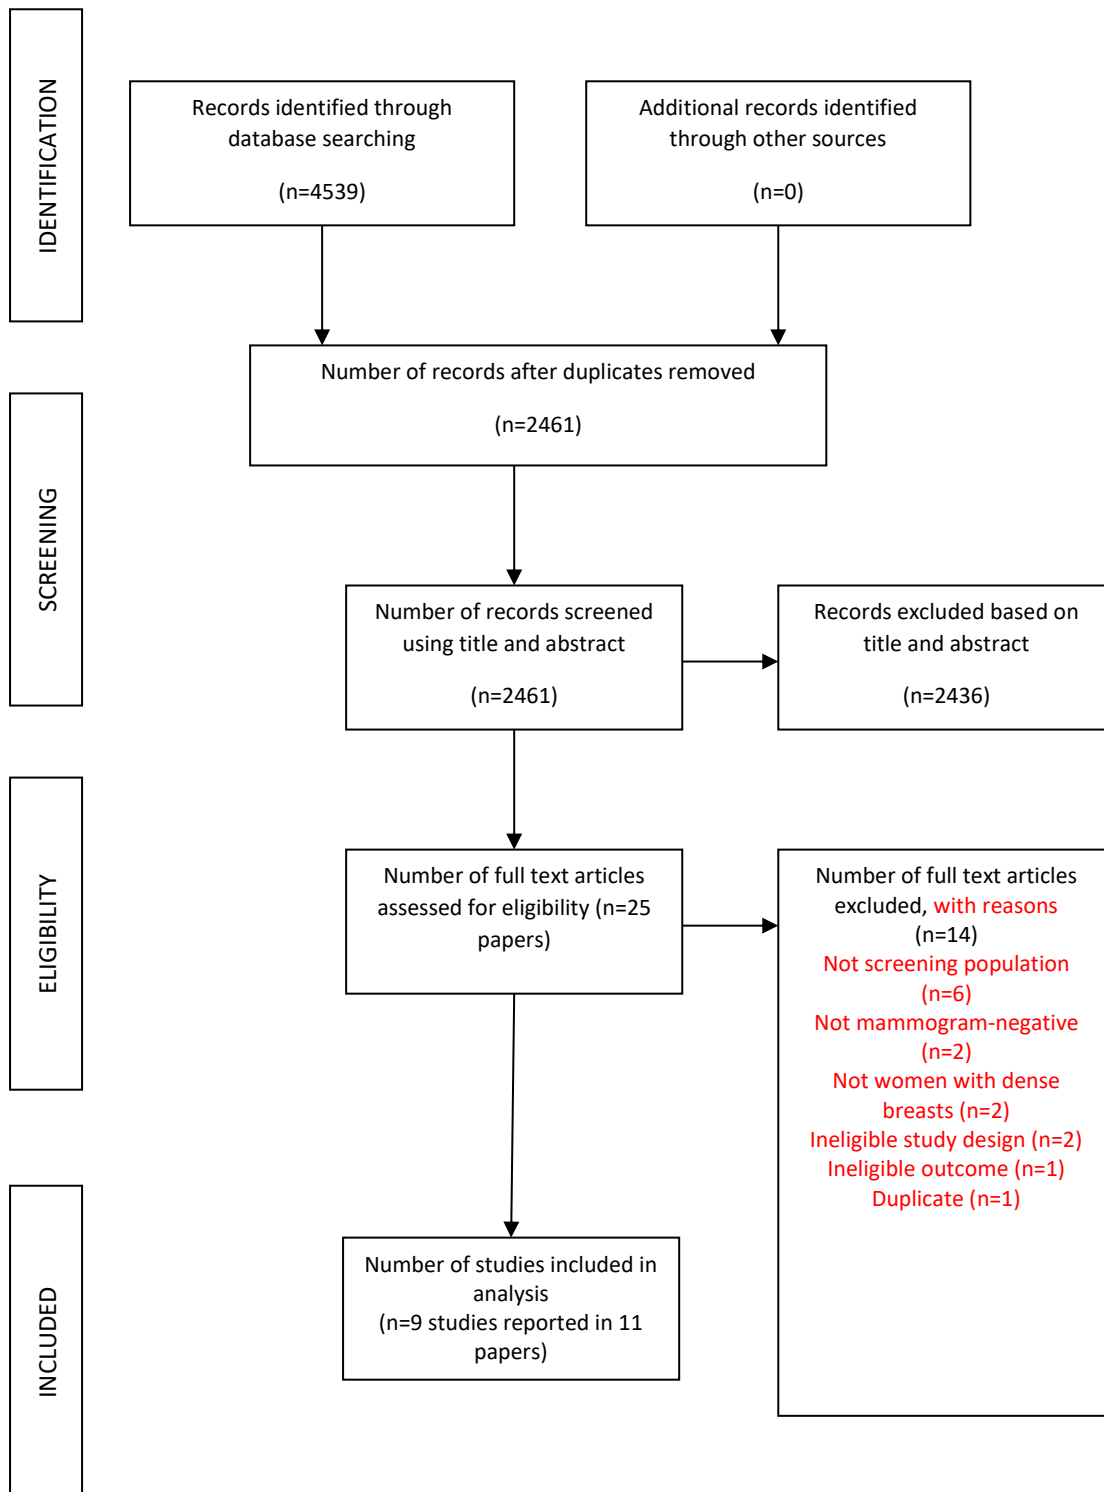 IDENTIFICATION
Records identified through
database searching
(n=4539)
Additional records identified
through other sources
(n=0)
Number of records after duplicates removed
(n=2461)
SCREENING
Number of records screened
using title and abstract
(n=2461)
Records excluded based on
title and abstract
(n=2436)
ELIGIBILITY
Number of full text articles
assessed for eligibility (n=25
papers)
Number of full text articles
excluded, with reasons
(n=14)
Not screening population
(n=6)
Not mammogram-negative
(n=2)
Not women with dense
breasts (n=2)
Ineligible study design (n=2)
Ineligible outcome (n=1)
Duplicate (n=1)
INCLUDED
Number of studies included in
analysis
(n=9 studies reported in 11
papers)